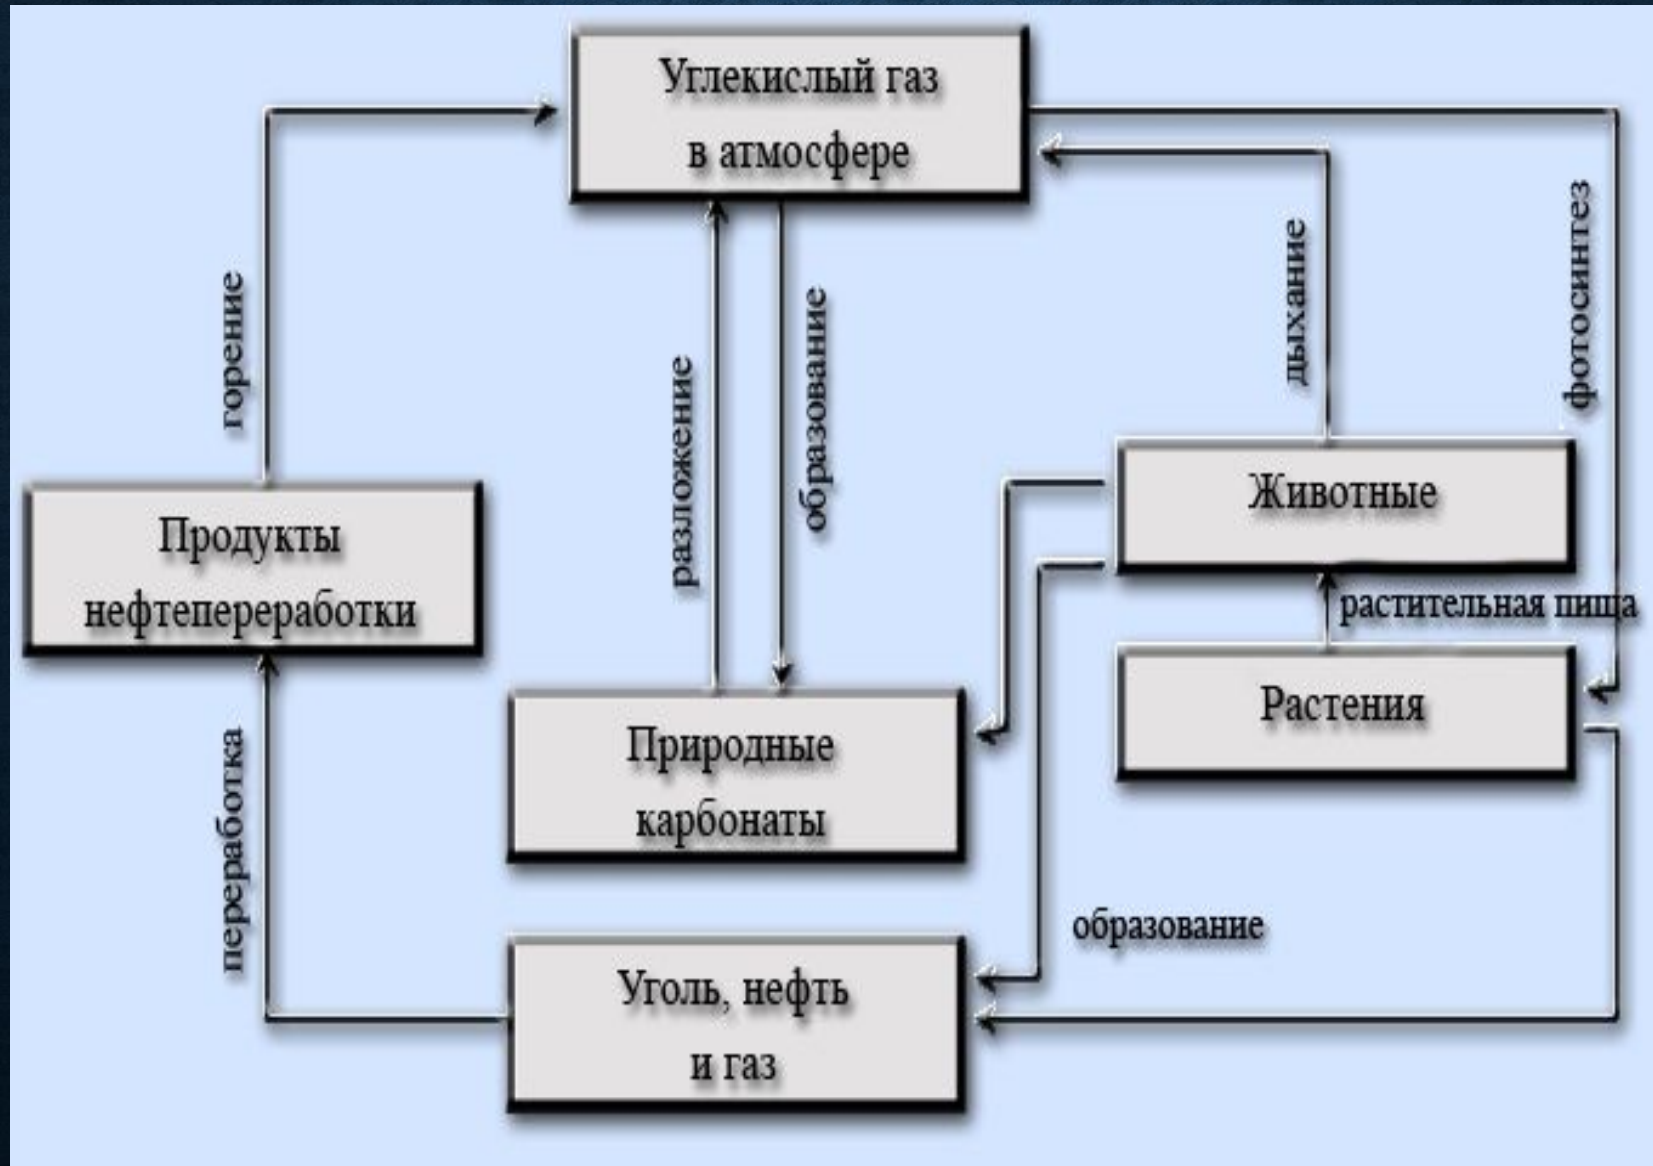 Углекислый газ
в атмосфере
горение
разложение
образование
дыхание
фотосинтез
Животные
Продукты
нефтепереработки
растительная пища
Растения
Природные
карбонаты
переработка
образование
Уголь, нефть
и газ